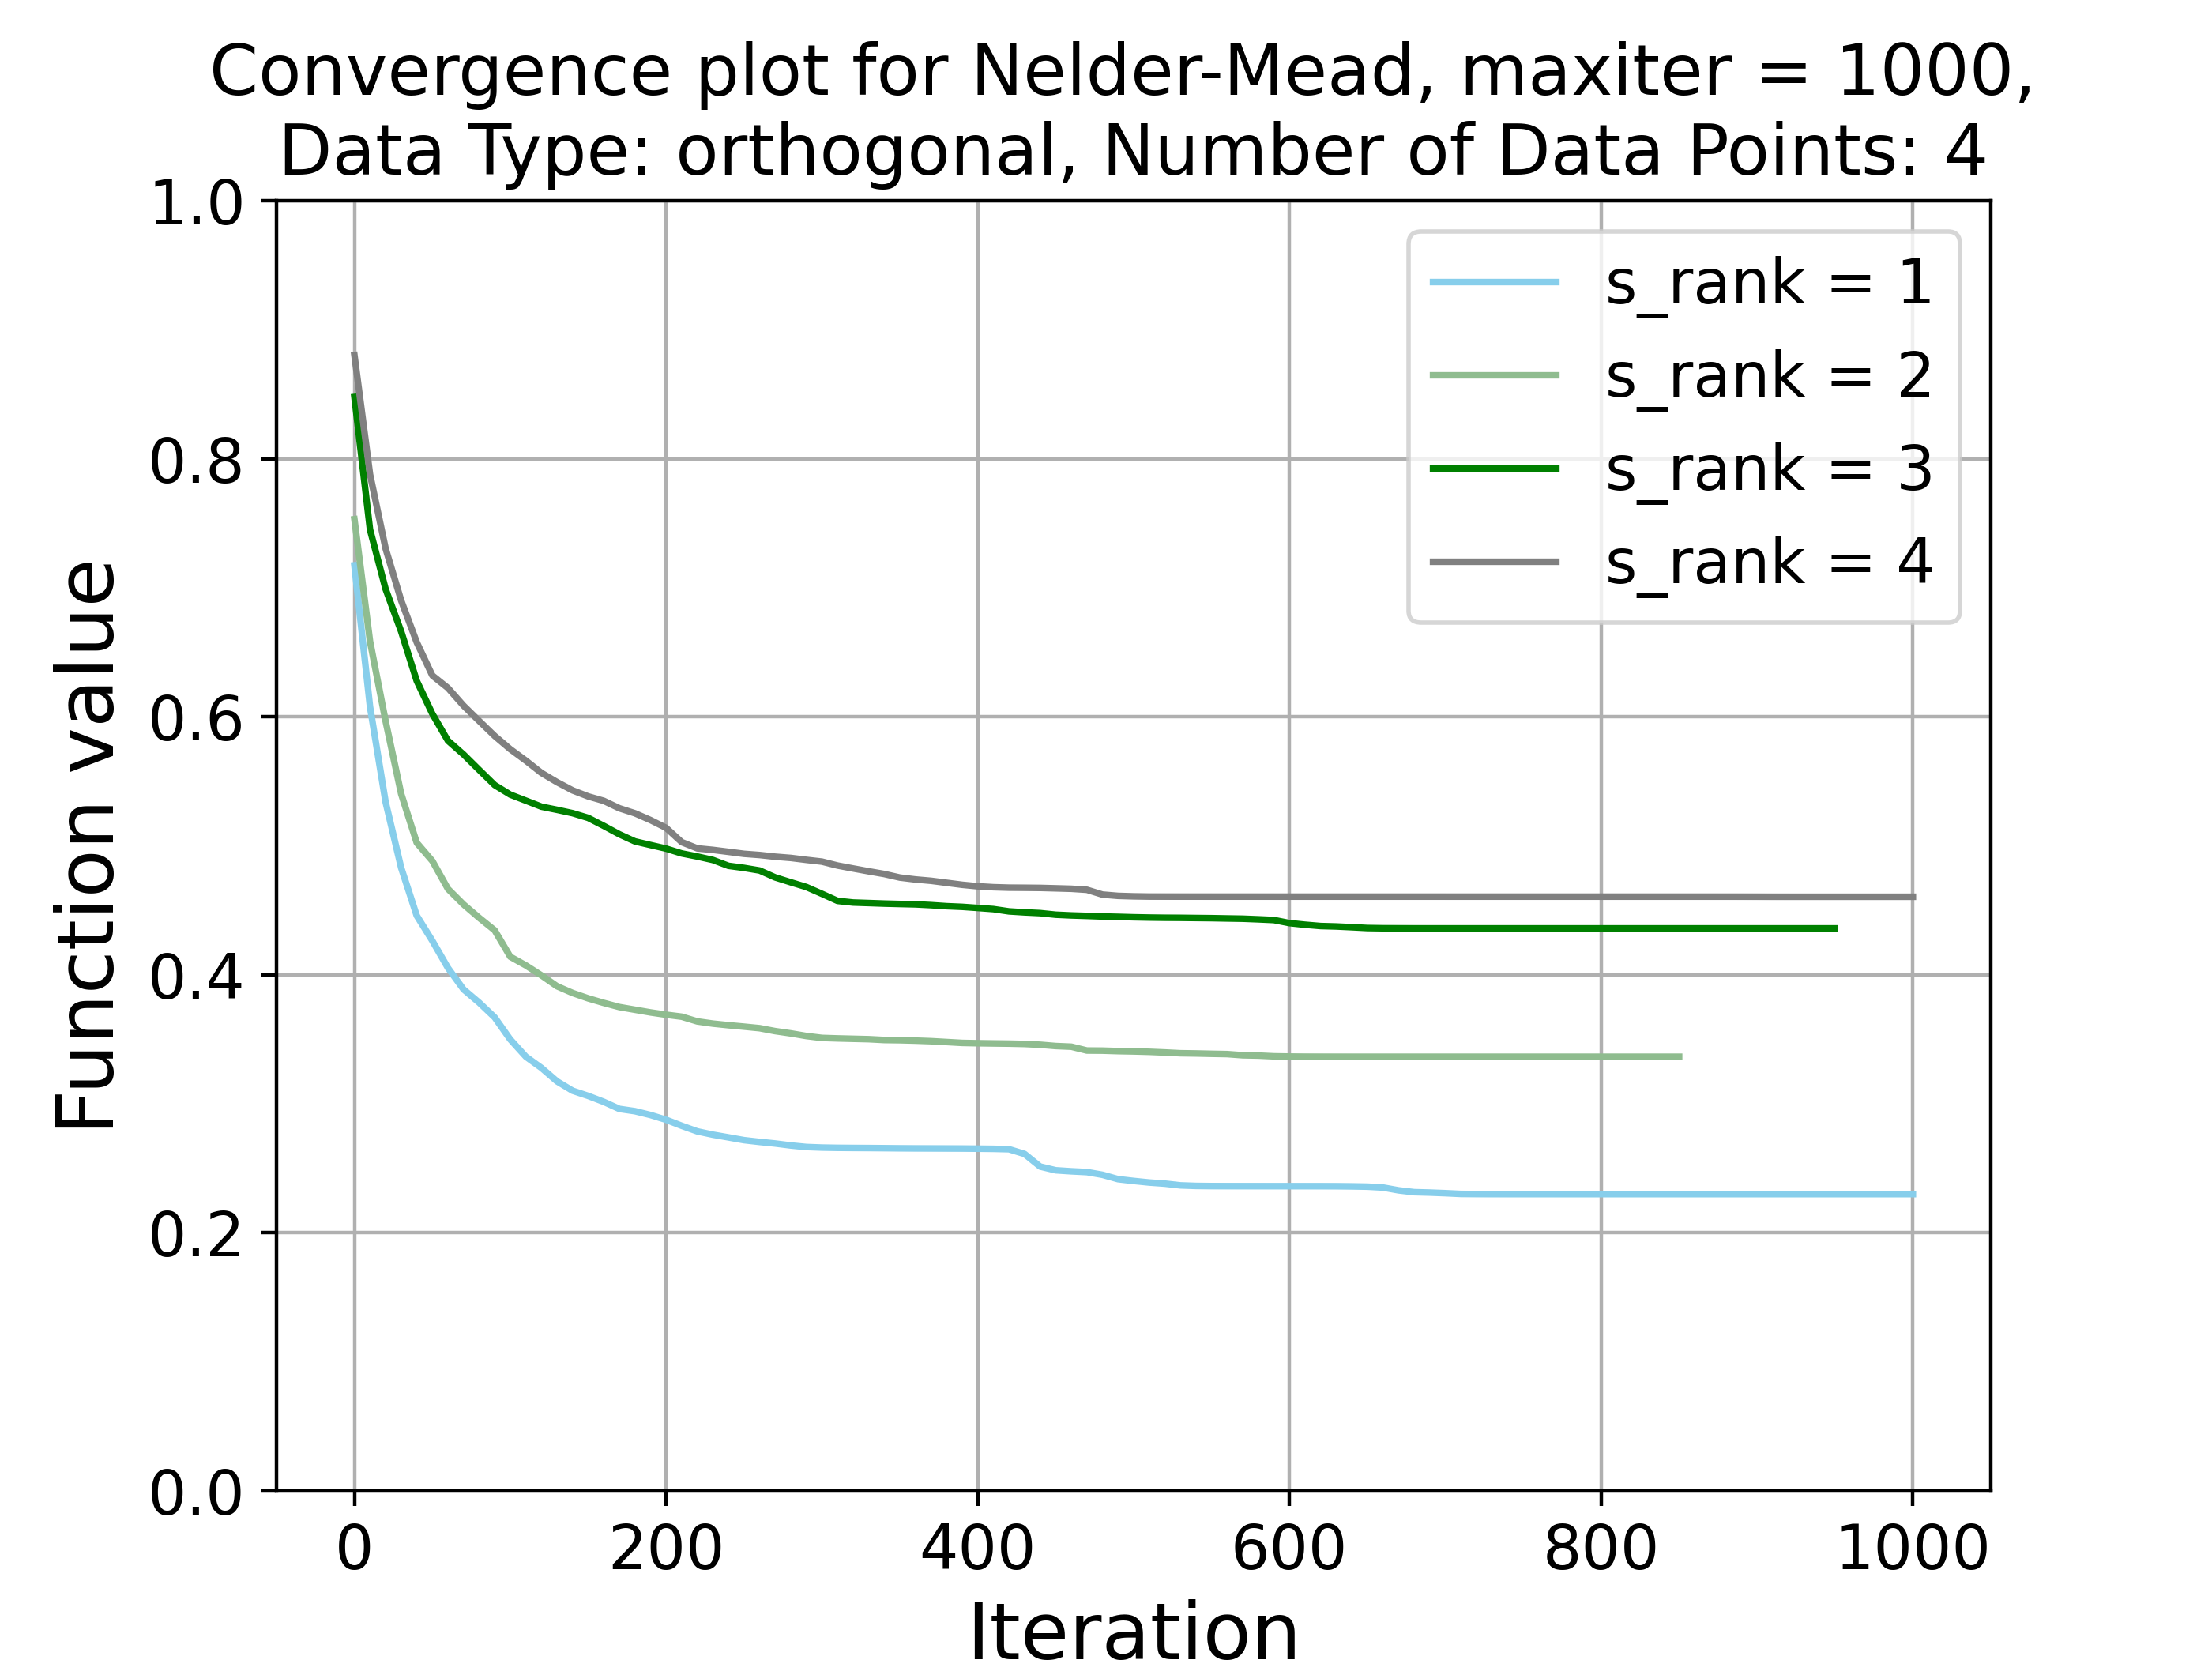 Convergence plot for Nelder-Mead, maxiter = 1000,
Data Type: orthogonal, Number of Data Points: 4
1.0
0.8
0.6
0.4
0.2
0.0
Function value
s_rank = 1
s_rank = 2
s_rank = 3
s_rank = 4
0 200 400 600 800 1000
Iteration